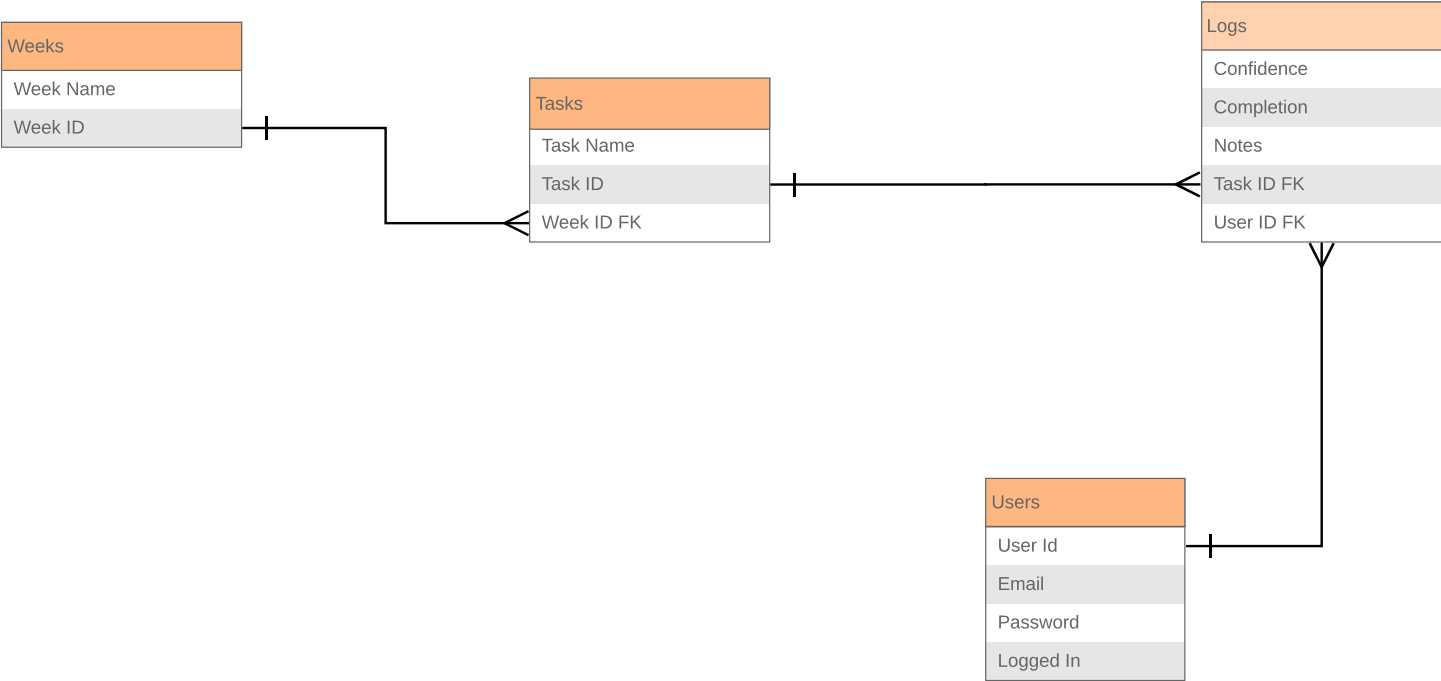 Weeks
Week Name
Week ID
Tasks
Task Name
Task ID
Week ID FK
Logs
Confidence
Completion
Notes
Task ID FK
User ID FK
Users
User Id
Email
Password
Logged In